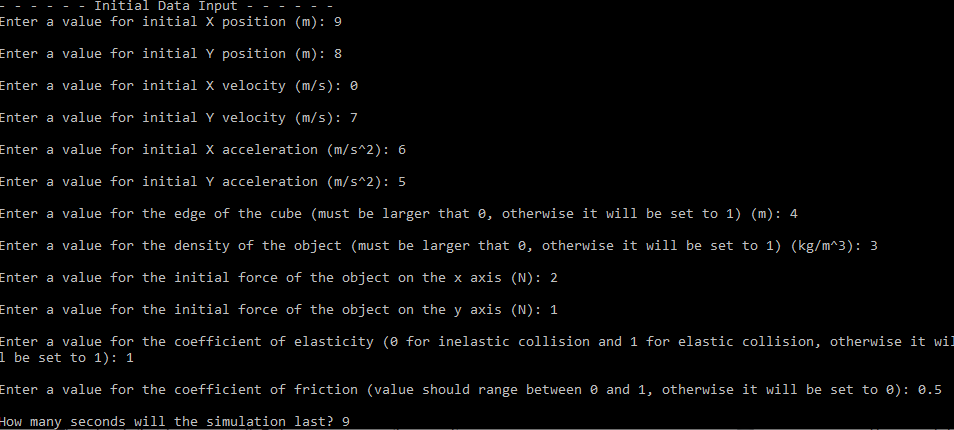 - - - - - - Initial Data Input - - - - - -
Enter a value for initial X position (m): 9
Enter a value for initial Y position (m): 8
Enter a value for initial X velocity (m/s): 0
Enter a value for initial Y velocity (m/s): 7
Enter a value for initial X acceleration (m/s^2): 6
Enter a value for initial Y acceleration (m/s^2): 5
Enter a value for the edge of the cube (must be larger that 0, otherwise it will be set to 1) (m): 4
Enter a value for the density of the object (must be larger that 0, otherwise it will be set to 1) (kg/m^3): 3
Enter a value for the initial force of the object on the x axis (N): 2
Enter a value for the initial force of the object on the y axis (N): 1
Enter a value for the coefficient of elasticity (0 for inelastic collision and 1 for elastic collision, otherwise it wil
l be set to 1): 1
Enter a value for the coefficient of friction (value should range between 0 and 1, otherwise it will be set to 0): 0.5
How many seconds will the simulation last? 9